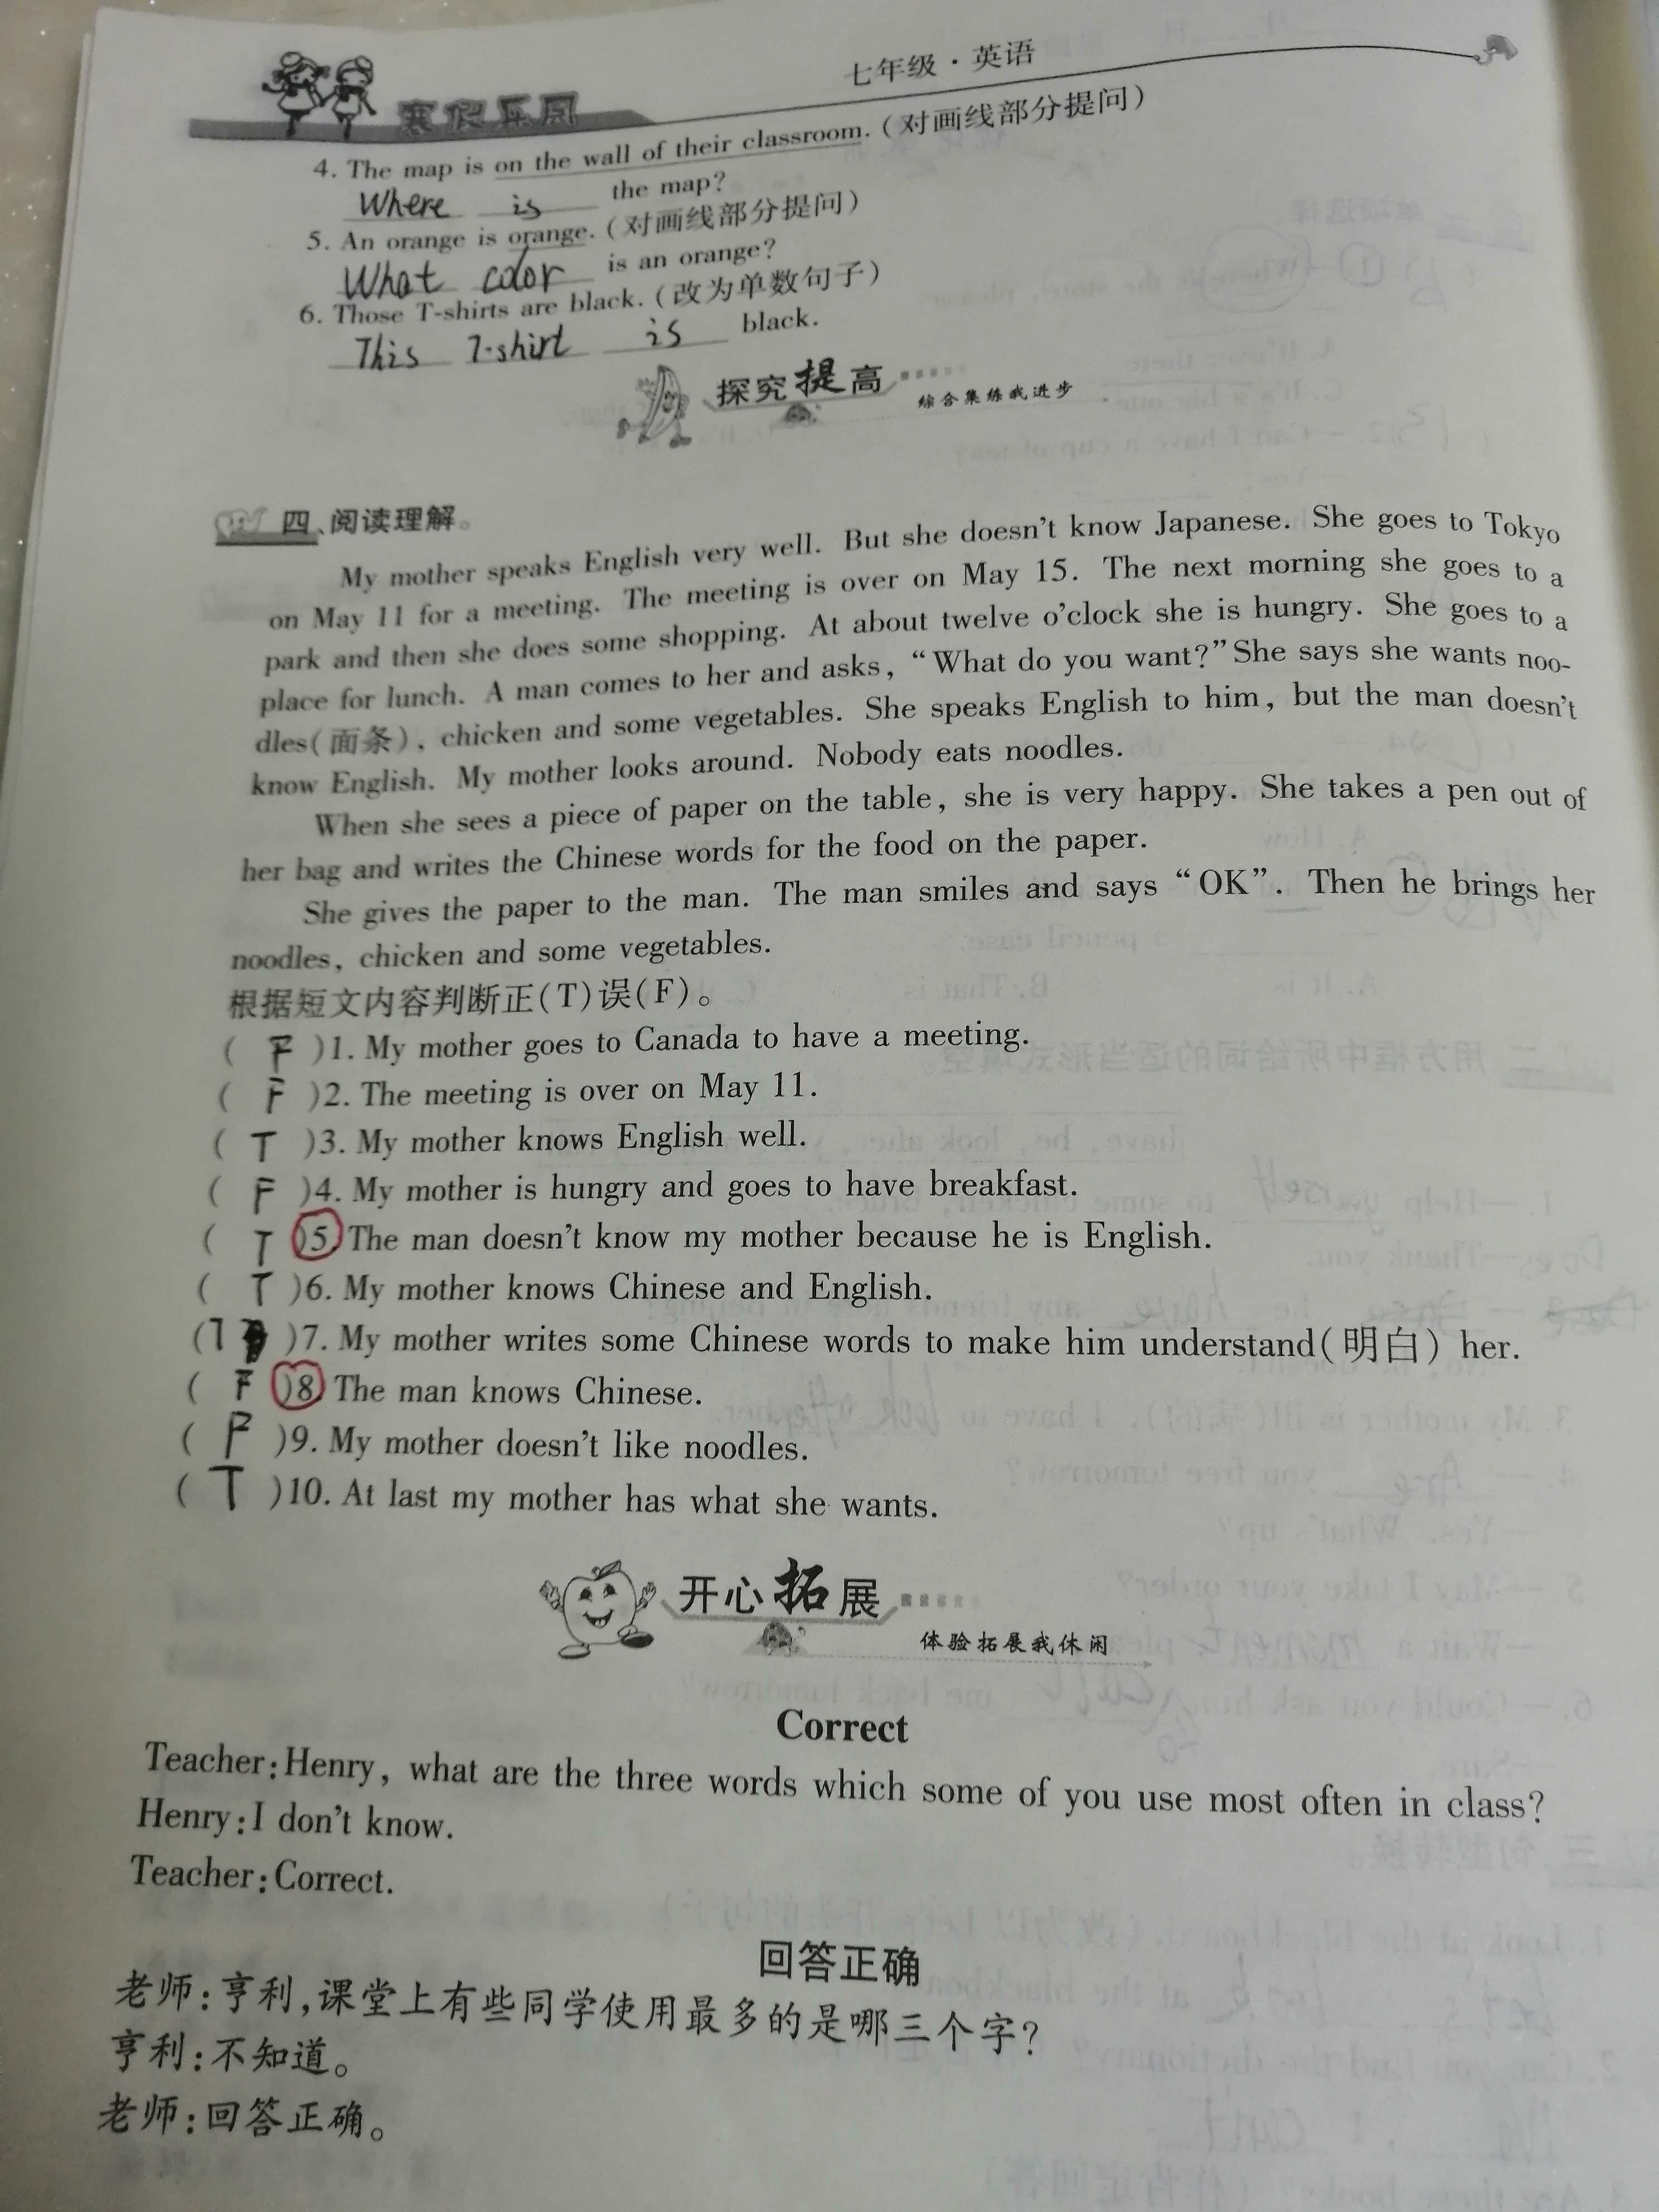 七年级·英语
寒假乐园
4. The map is on the wall of their classroom. (对画线部分提问)
Where is the map?
5. An orange is orange. (对画线部分提问)
What color is an orange?
6. Those T-shirts are black. (改为单数句子)
This T-shirt is black.
探究提高 综合集练我进步
四、阅读理解。
My mother speaks English very well. But she doesn't know Japanese. She goes to Tokyo
on May 11 for a meeting. The meeting is over on May 15. The next morning she goes to a
park and then she does some shopping. At about twelve o'clock she is hungry. She goes to a
place for lunch. A man comes to her and asks, “What do you want?”She says she wants noo-
dles(面条), chicken and some vegetables. She speaks English to him, but the man doesn't
know English. My mother looks around. Nobody eats noodles.
When she sees a piece of paper on the table, she is very happy. She takes a pen out of
her bag and writes the Chinese words for the food on the paper.
She gives the paper to the man. The man smiles and says “OK”. Then he brings her
noodles, chicken and some vegetables.
根据短文内容判断正(T)误(F)。
( F )1. My mother goes to Canada to have a meeting.
( F )2. The meeting is over on May 11.
( T )3. My mother knows English well.
( F )4. My mother is hungry and goes to have breakfast.
( T )5. The man doesn't know my mother because he is English.
( T )6. My mother knows Chinese and English.
( T )7. My mother writes some Chinese words to make him understand(明白) her.
( F )8. The man knows Chinese.
( F )9. My mother doesn't like noodles.
( T )10. At last my mother has what she wants.
开心拓展 体验拓展我休闲
Correct
Teacher:Henry, what are the three words which some of you use most often in class?
Henry:I don't know.
Teacher:Correct.
回答正确
老师:亨利,课堂上有些同学使用最多的是哪三个字?
亨利:不知道。
老师:回答正确。